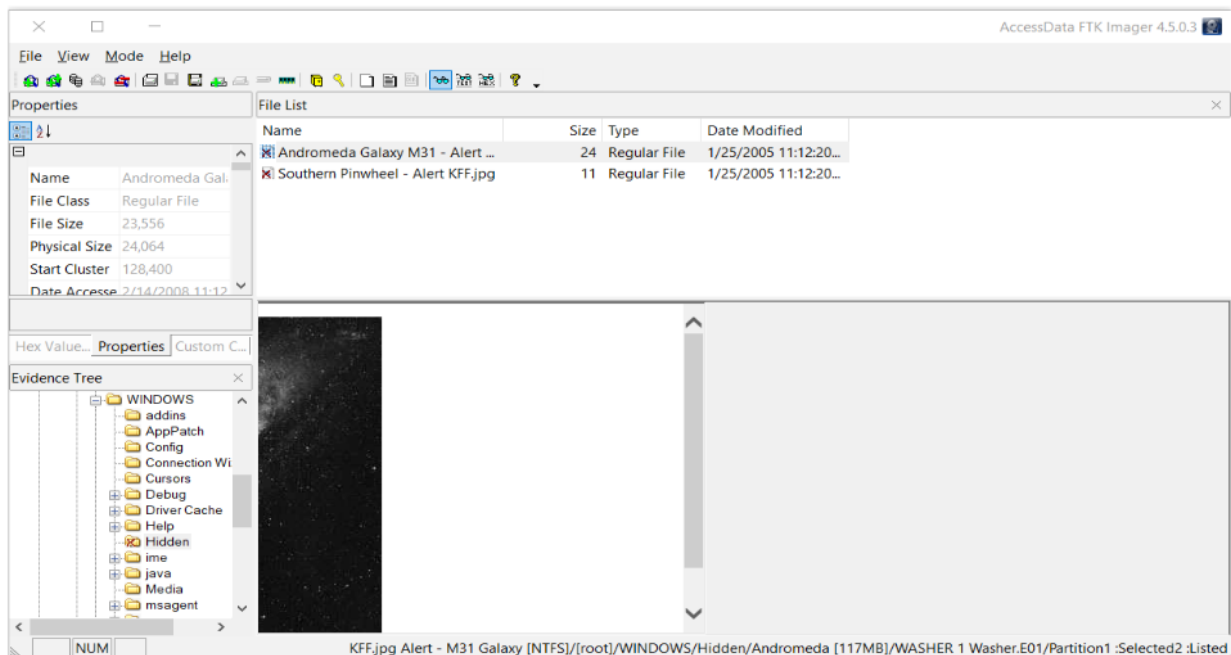 AccessData FTK Imager 4.5.0.3
File View Mode Help
Properties
File List
Name Size Type Date Modified
Andromeda Galaxy M31 - Alert ... 24 Regular File 1/25/2005 11:12:20...
Southern Pinwheel - Alert KFF.jpg 11 Regular File 1/25/2005 11:12:20...
Name Andromeda Gal
File Class Regular File
File Size 23,556
Physical Size 24,064
Start Cluster 128,400
Date Accesse 2/14/2008 11:12
Hex Value... Properties Custom C...
Evidence Tree
WINDOWS
addins
AppPatch
Config
Connection Wi
Cursors
Debug
Driver Cache
Help
Hidden
ime
java
Media
msagent
NUM
KFF.jpg Alert - M31 Galaxy [NTFS]/[root]/WINDOWS/Hidden/Andromeda [117MB]/WASHER 1 Washer.E01/Partition1 :Selected2 :Listed